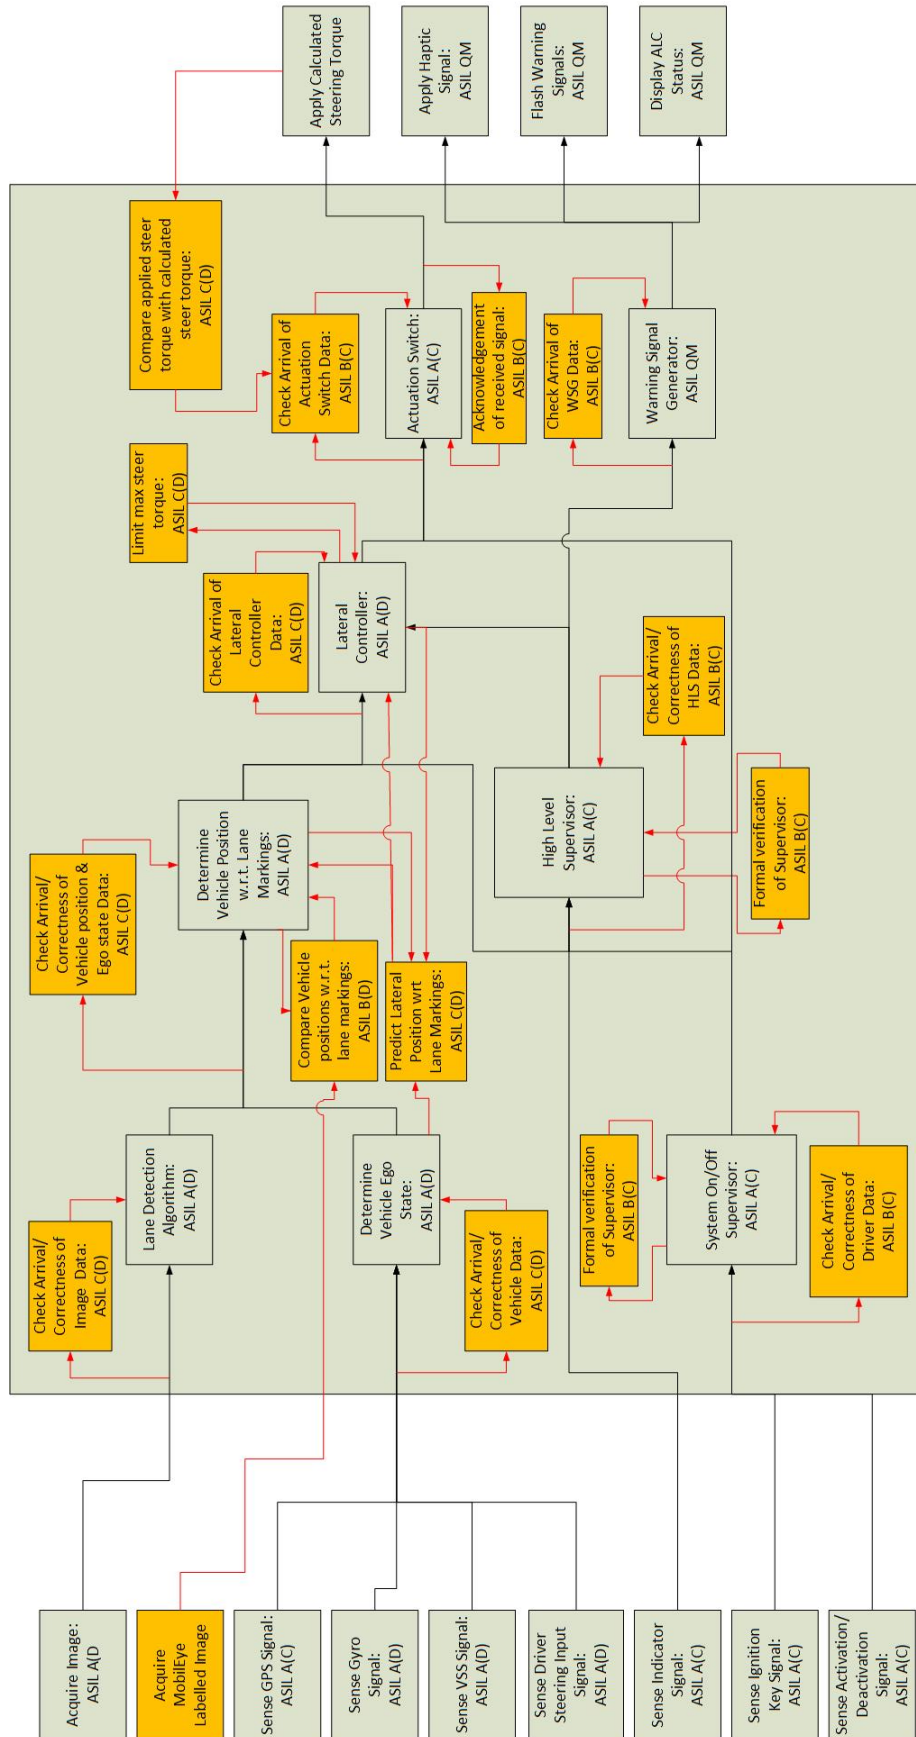 Acquire Image:
ASIL A(D
Acquire
MobilEye
Labelled Image
Sense GPS Signal:
ASIL A(C)
Sense Gyro
Signal:
ASIL A(D)
Sense VSS Signal:
ASIL A(D)
Sense Driver
Steering Input
Signal:
ASIL A(D)
Sense Indicator
Signal:
ASIL A(C)
Sense Ignition
Key Signal:
ASIL A(C)
Sense Activation/
Deactivation
Signal:
ASIL A(C)
Check Arrival/
Correctness of
Image Data:
ASIL C(D)
Lane Detection
Algorithm:
ASIL A(D)
Determine
Vehicle Ego
State:
ASIL A(D)
Check Arrival/
Correctness of
Vehicle Data:
ASIL C(D)
Formal verification
of Supervisor:
ASIL B(C)
System On/Off
Supervisor:
ASIL A(C)
Check Arrival/
Correctness of
Driver Data:
ASIL B(C)
Check Arrival/
Correctness of
Vehicle position &
Ego state Data:
ASIL C(D)
Determine
Vehicle Position
w.r.t. Lane
Markings:
ASIL A(D)
Compare Vehicle
positions w.r.t.
lane markings:
ASIL B(D)
Predict Lateral
Position wrt
Lane Markings:
ASIL C(D)
High Level
Supervisor:
ASIL A(C)
Formal verification
of Supervisor:
ASIL B(C)
Check Arrival/
Correctness of
HLS Data:
ASIL B(C)
Limit max steer
torque:
ASIL C(D)
Check Arrival of
Lateral
Controller
Data:
ASIL C(D)
Lateral
Controller:
ASIL A(D)
Compare applied steer
torque with calculated
steer torque:
ASIL C(D)
Check Arrival of
Actuation
Switch Data:
ASIL B(C)
Actuation Switch:
ASIL A(C)
Acknowledgement
of received signal:
ASIL B(C)
Check Arrival of
WSG Data:
ASIL B(C)
Warning Signal
Generator:
ASIL QM
Apply Calculated
Steering Torque
Apply Haptic
Signal:
ASIL QM
Flash Warning
Signals:
ASIL QM
Display ALC
Status:
ASIL QM